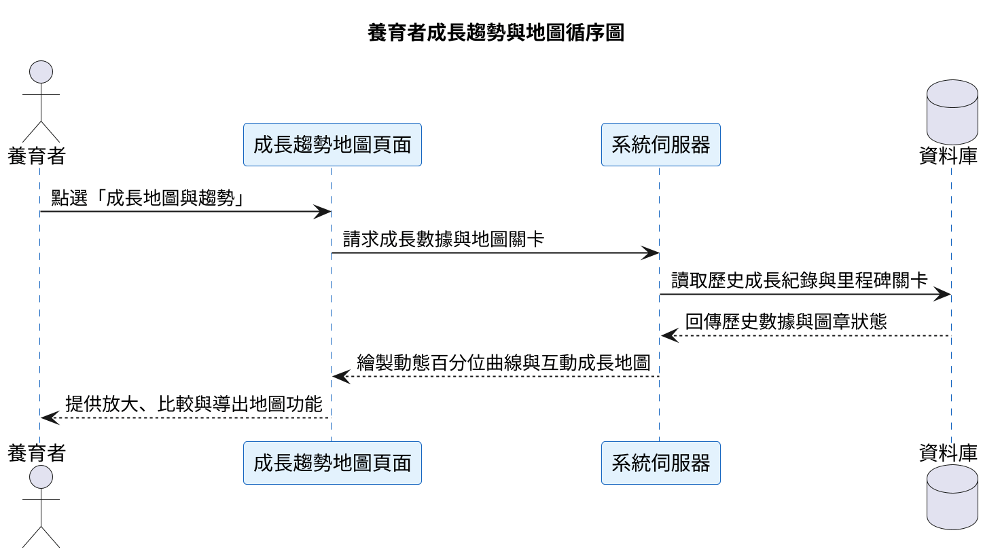 養育者成長趨勢與地圖循序圖
養育者
成長趨勢地圖頁面
系統伺服器
資料庫
點選「成長地圖與趨勢」
請求成長數據與地圖關卡
讀取歷史成長紀錄與里程碑關卡
回傳歷史數據與圖章狀態
繪製動態百分位曲線與互動成長地圖
提供放大、比較與導出地圖功能
養育者
成長趨勢地圖頁面
系統伺服器
資料庫